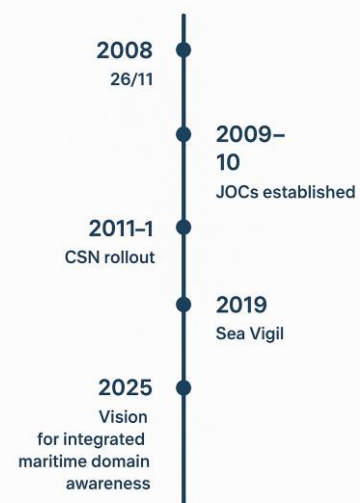 2008
26/11
2009–
10
JOCs established
2011–1
CSN rollout
2019
Sea Vigil
2025
Vision
for integrated
maritime domain
awareness